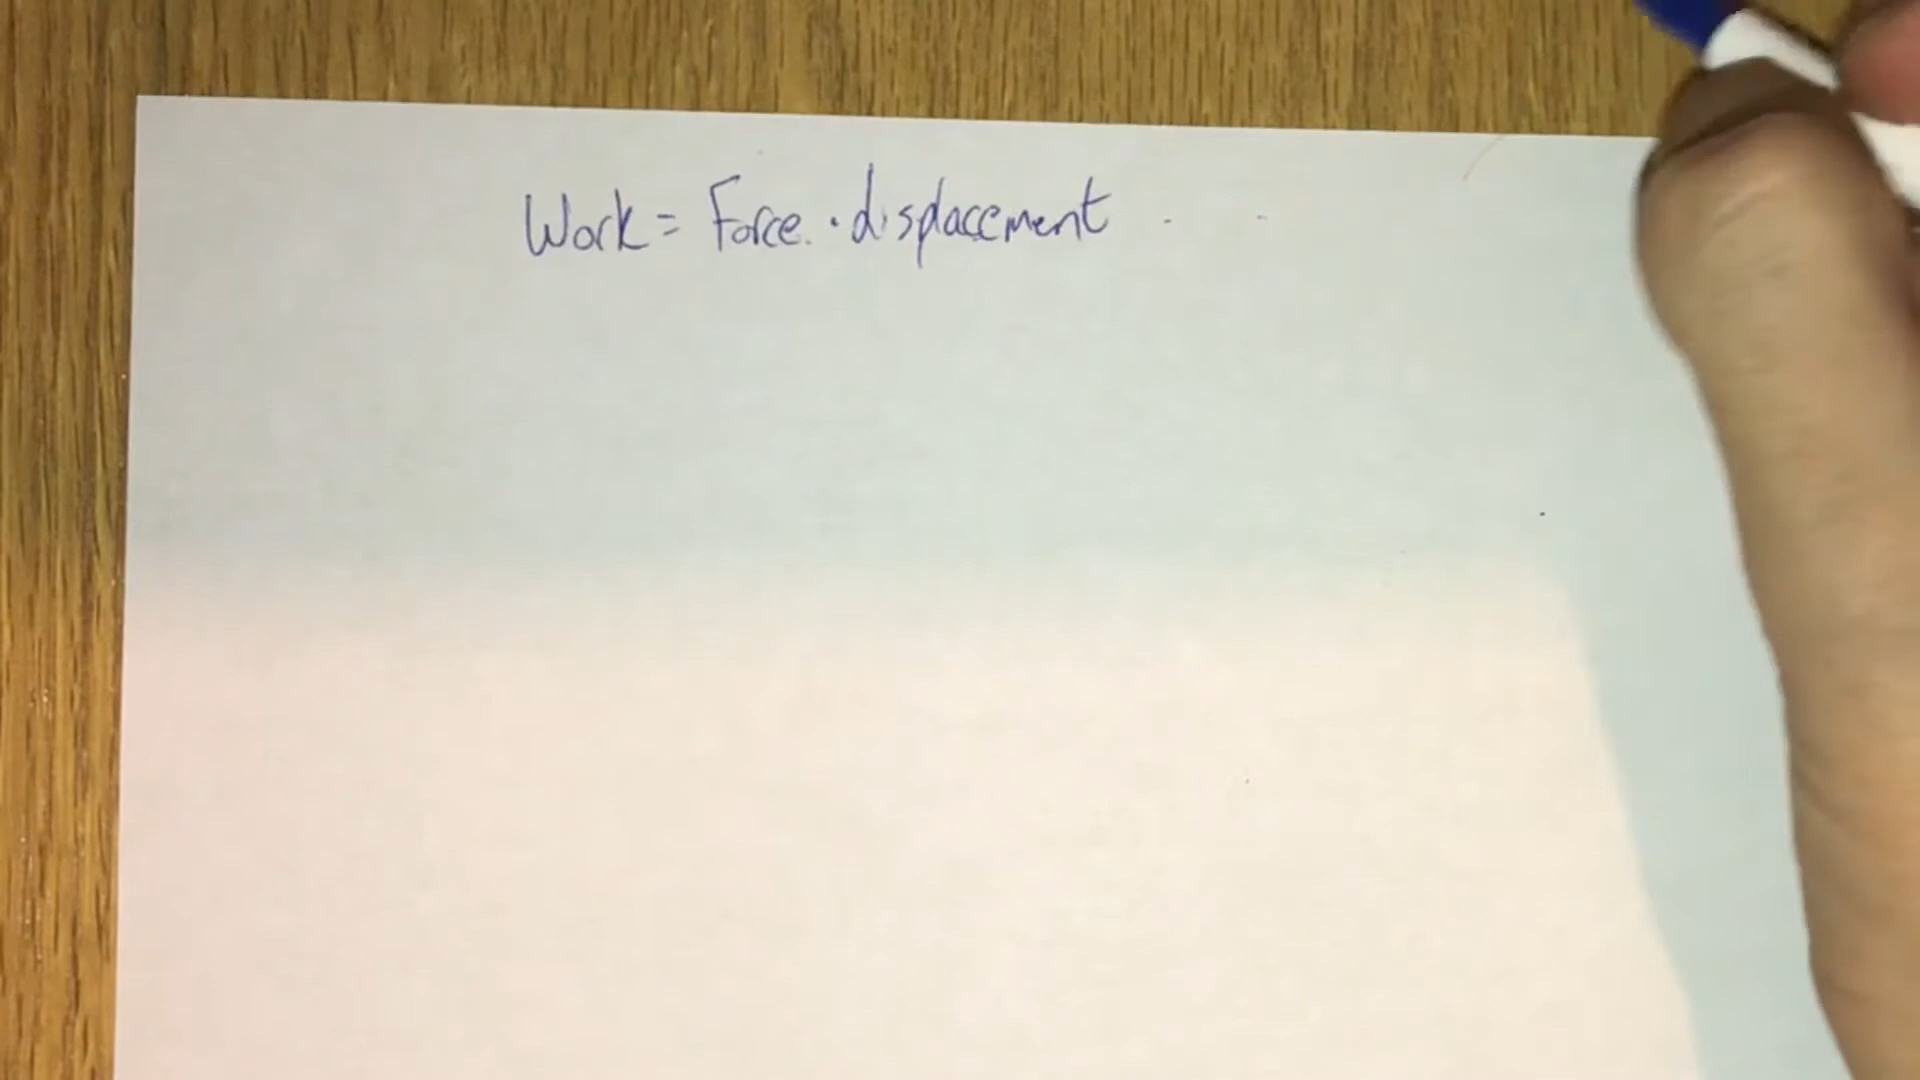 Work = Force . displacement